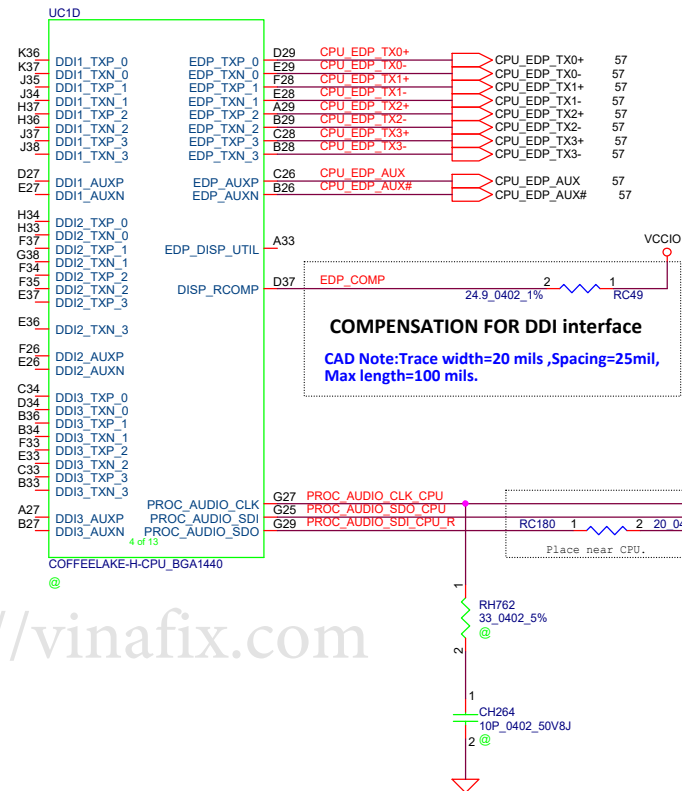 UC1D
K36 DDI1_TXP_0 EDP_TXP_0 D29 CPU_EDP_TX0+ CPU_EDP_TX0+ 57
K37 DDI1_TXN_0 EDP_TXN_0 E29 CPU_EDP_TX0- CPU_EDP_TX0- 57
J35 DDI1_TXP_1 EDP_TXP_1 F28 CPU_EDP_TX1+ CPU_EDP_TX1+ 57
J34 DDI1_TXN_1 EDP_TXN_1 E28 CPU_EDP_TX1- CPU_EDP_TX1- 57
H37 DDI1_TXP_2 EDP_TXP_2 A29 CPU_EDP_TX2+ CPU_EDP_TX2+ 57
H36 DDI1_TXN_2 EDP_TXN_2 B29 CPU_EDP_TX2- CPU_EDP_TX2- 57
J37 DDI1_TXP_3 EDP_TXP_3 C28 CPU_EDP_TX3+ CPU_EDP_TX3+ 57
J38 DDI1_TXN_3 EDP_TXN_3 B28 CPU_EDP_TX3- CPU_EDP_TX3- 57
D27 DDI1_AUXP EDP_AUXP C26 CPU_EDP_AUX CPU_EDP_AUX 57
E27 DDI1_AUXN EDP_AUXN B26 CPU_EDP_AUX# CPU_EDP_AUX# 57
H34 DDI2_TXP_0
H33 DDI2_TXN_0
F37 DDI2_TXP_1 EDP_DISP_UTIL A33 VCCIO
G38 DDI2_TXN_1
F34 DDI2_TXP_2
F35 DDI2_TXN_2 DISP_RCOMP D37 EDP_COMP 2 1
E37 DDI2_TXP_3 24.9_0402_1% RC49
E36 DDI2_TXN_3 COMPENSATION FOR DDI interface
F26 DDI2_AUXP CAD Note:Trace width=20 mils ,Spacing=25mil,
E26 DDI2_AUXN Max length=100 mils.
C34 DDI3_TXP_0
D34 DDI3_TXN_0
B36 DDI3_TXP_1
B34 DDI3_TXN_1
F33 DDI3_TXP_2
E33 DDI3_TXN_2
C33 DDI3_TXP_3
B33 DDI3_TXN_3
PROC_AUDIO_CLK G27 PROC_AUDIO_CLK_CPU
A27 DDI3_AUXP PROC_AUDIO_SDI G25 PROC_AUDIO_SDO_CPU
B27 DDI3_AUXN PROC_AUDIO_SDO G29 PROC_AUDIO_SDI_CPU_R RC180 1 2 20_04
4 of 13
Place near CPU.
COFFEELAKE-H-CPU_BGA1440
@
1
RH762
33_0402_5%
@
2
//vinafix.com
1
CH264
10P_0402_50V8J
2 @